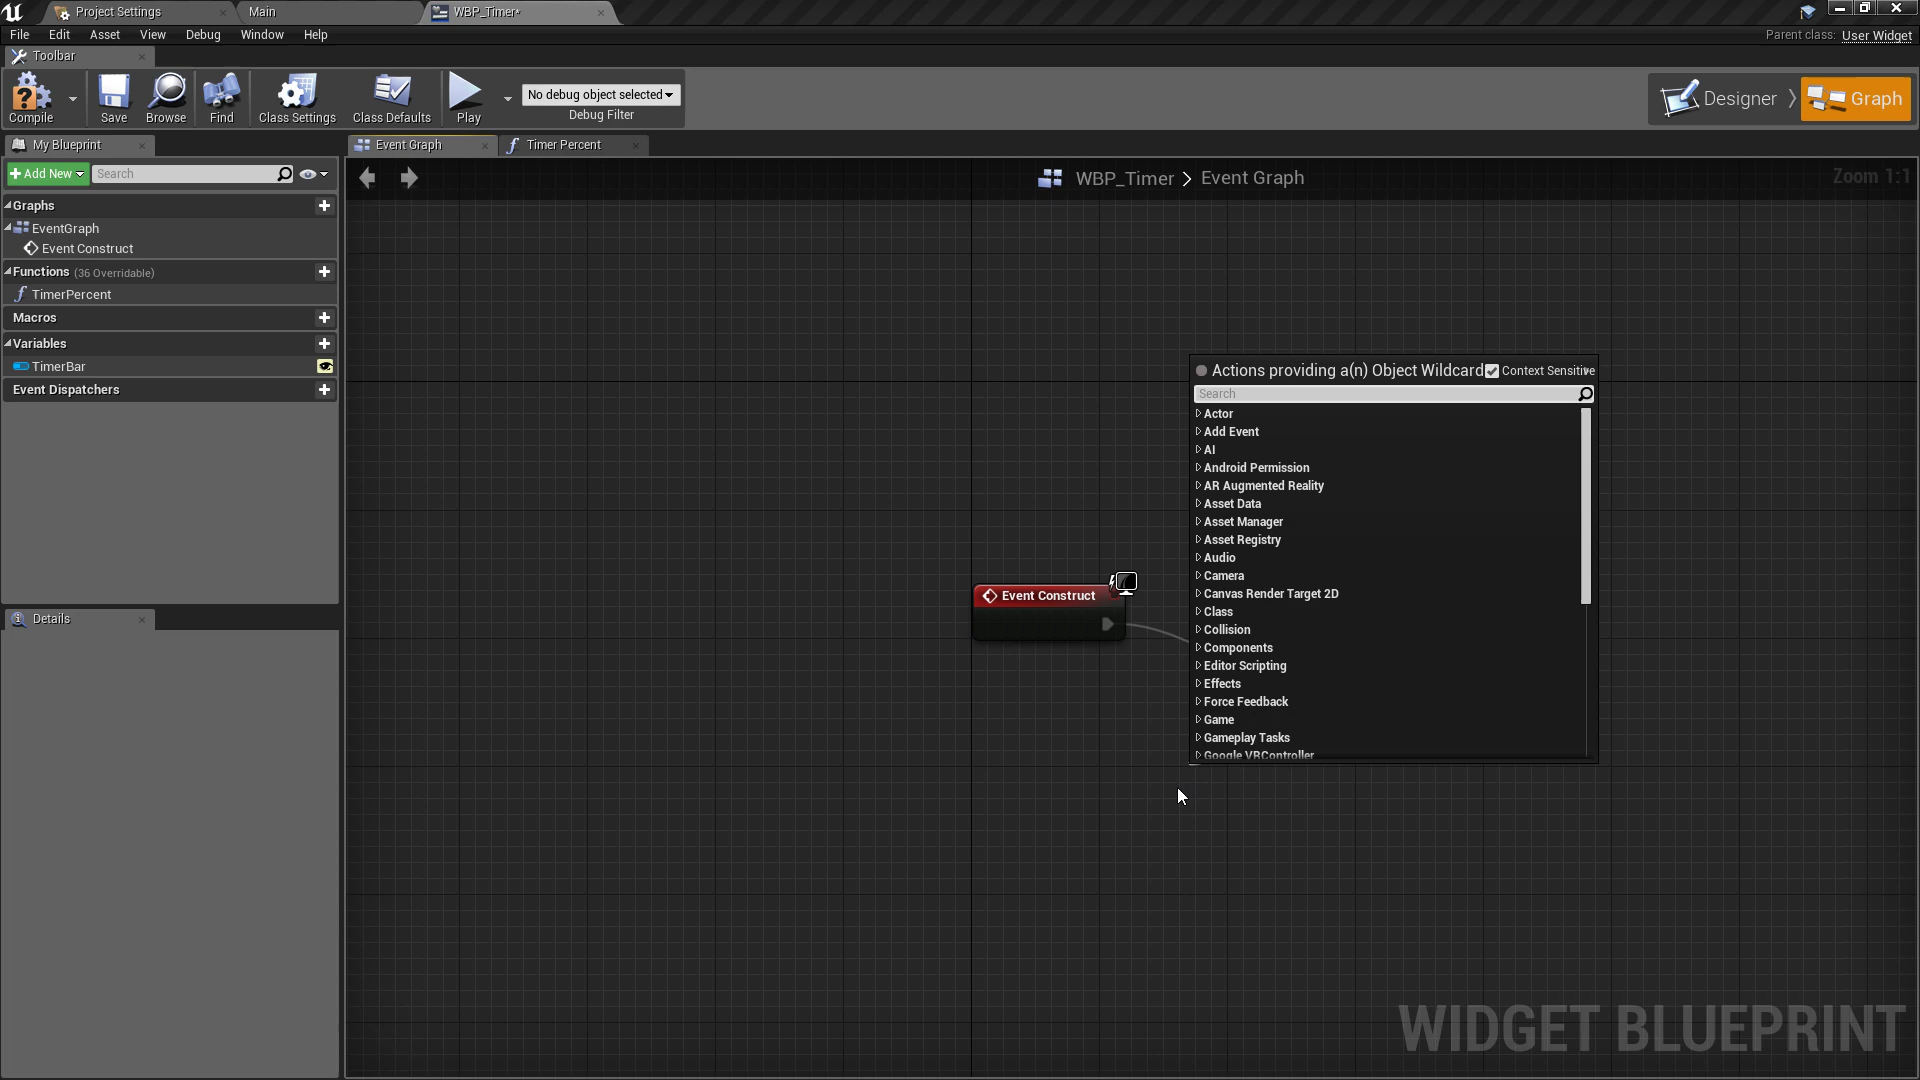 Project Settings
Main
WBP_Timer*
File Edit Asset View Debug Window Help
Parent class: User Widget
Toolbar
Compile
Save
Browse
Find
Class Settings
Class Defaults
Play
No debug object selected
Debug Filter
Designer
Graph
My Blueprint
Add New
Search
Graphs
EventGraph
Event Construct
Functions (36 Overridable)
TimerPercent
Macros
Variables
TimerBar
Event Dispatchers
Details
Event Graph
Timer Percent
WBP_Timer > Event Graph
Zoom 1:1
Event Construct
Actions providing a(n) Object Wildcard
Context Sensitive
Search
Actor
Add Event
AI
Android Permission
AR Augmented Reality
Asset Data
Asset Manager
Asset Registry
Audio
Camera
Canvas Render Target 2D
Class
Collision
Components
Editor Scripting
Effects
Force Feedback
Game
Gameplay Tasks
Google VRController
WIDGET BLUEPRINT